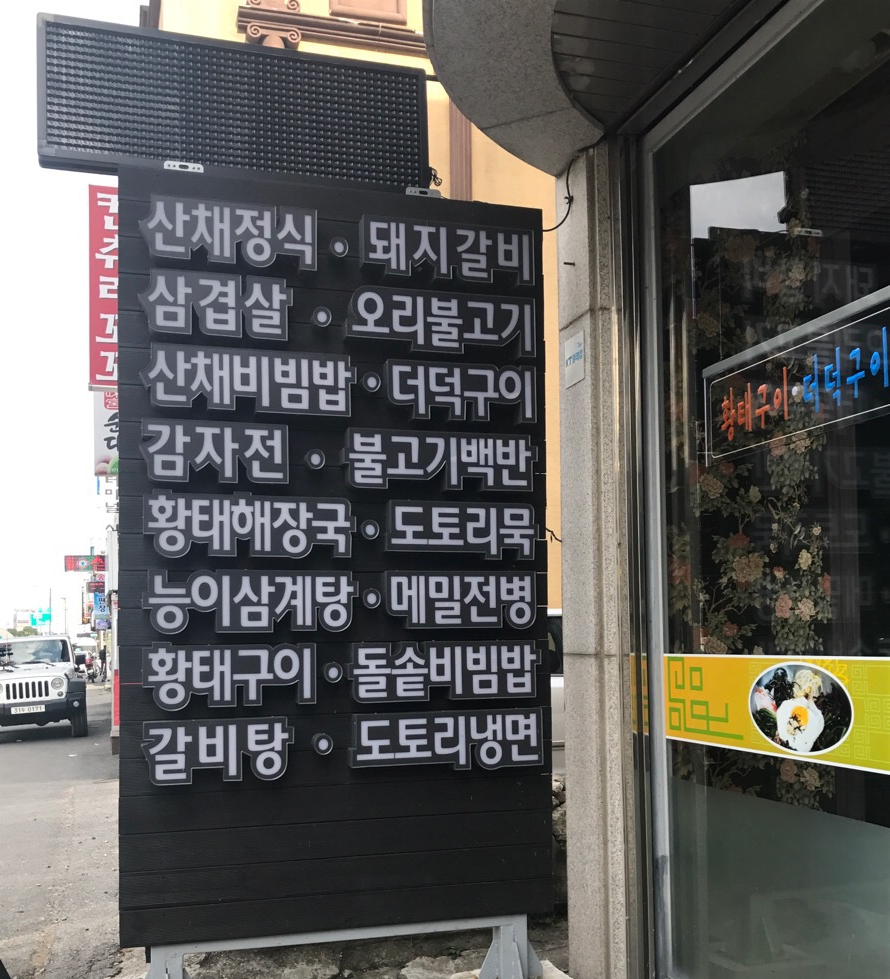 산채정식 • 돼지갈비
삼겹살 • 오리불고기
산채비빔밥 • 더덕구이
감자전 • 불고기백반
황태해장국 • 도토리묵
능이삼계탕 • 메밀전병
황태구이 • 돌솥비빔밥
갈비탕 • 도토리냉면
황태구이•더덕구이